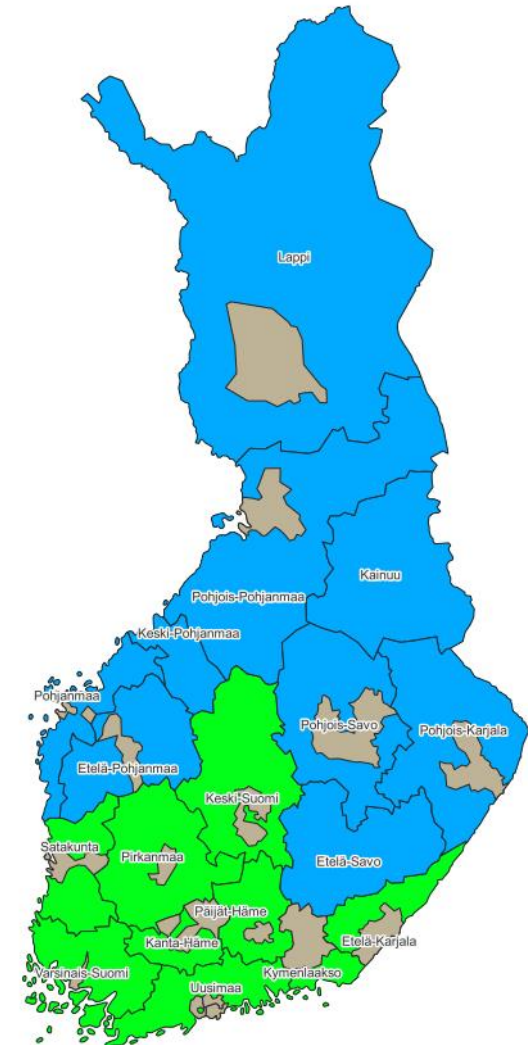 Lappi
Kainuu
Pohjois-Pohjanmaa
Keski-Pohjanmaa
Pohjanmaa
Pohjois-Savo
Pohjois-Karjala
Etelä-Pohjanmaa
Keski-Suomi
Satakunta
Pirkanmaa
Etelä-Savo
Päijät-Häme
Kanta-Häme
Etelä-Karjala
Varsinais-Suomi
Kymenlaakso
Uusimaa